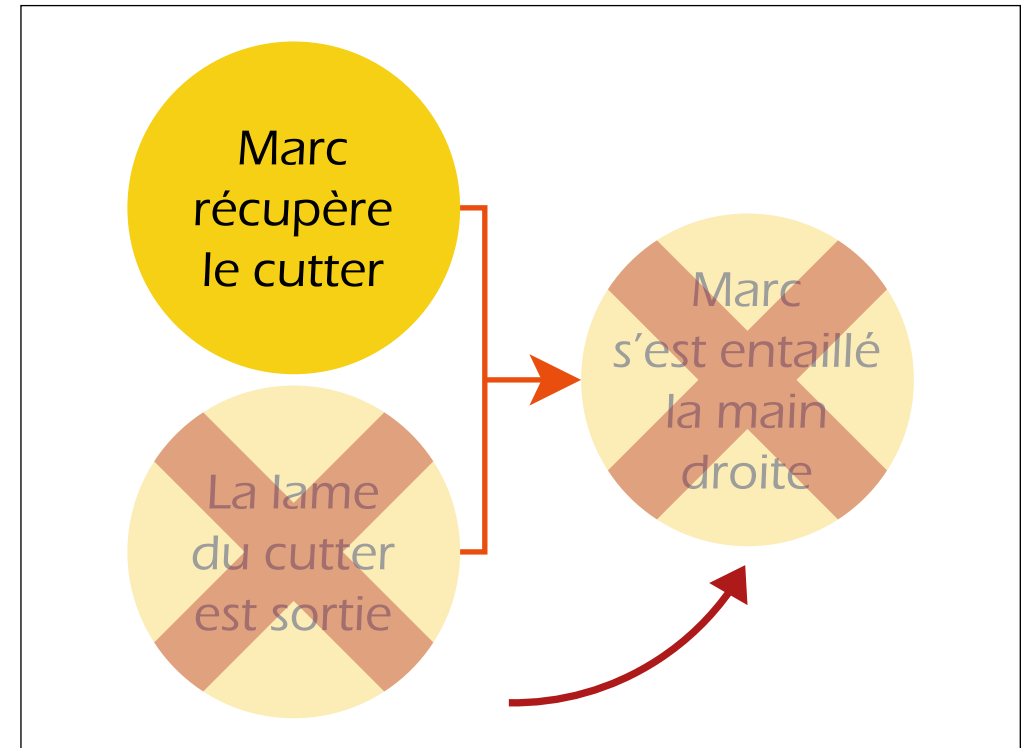 Marc
récupère
le cutter
La lame
du cutter
est sortie
Marc
s'est entaillé
la main
droite